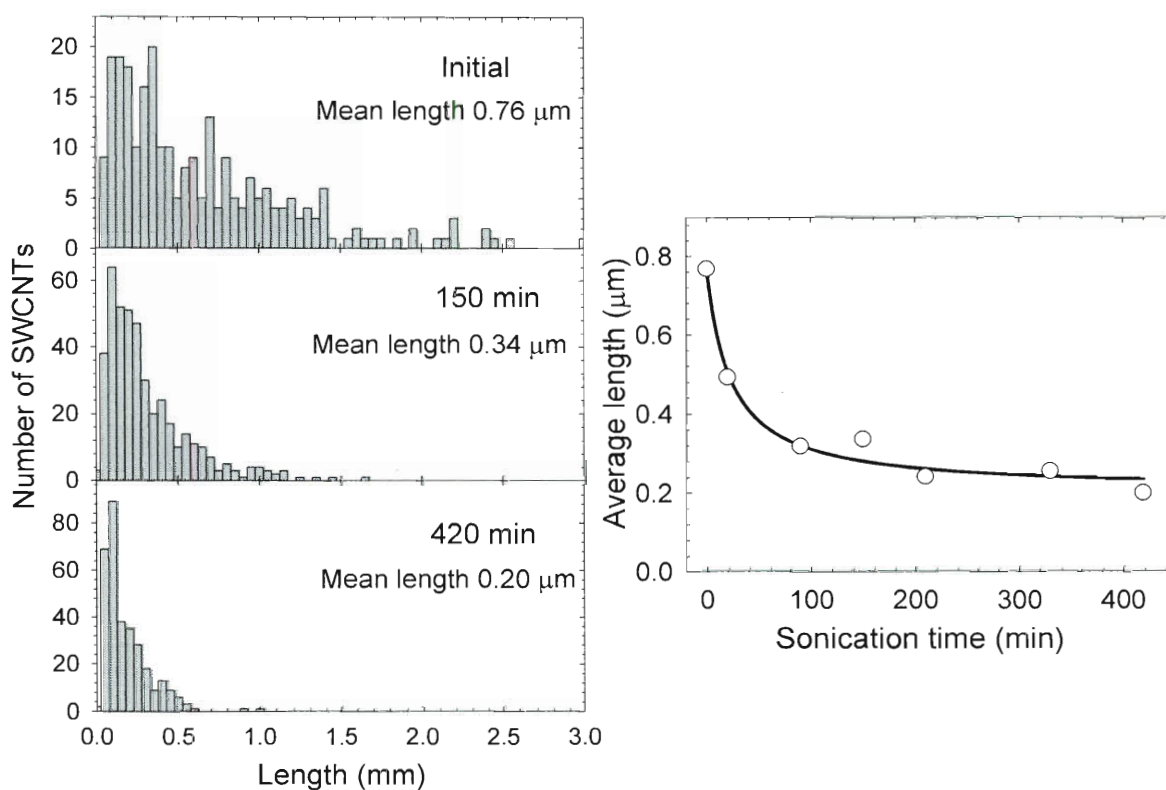 Number of SWCNTs
20
15
10
5
0
Initial
Mean length 0.76 μm
60
40
20
0
150 min
Mean length 0.34 μm
80
60
40
20
0
420 min
Mean length 0.20 μm
0.0 0.5 1.0 1.5 2.0 2.5 3.0
Length (mm)
Average length (μm)
0.8
0.6
0.4
0.2
0.0
0 100 200 300 400
Sonication time (min)